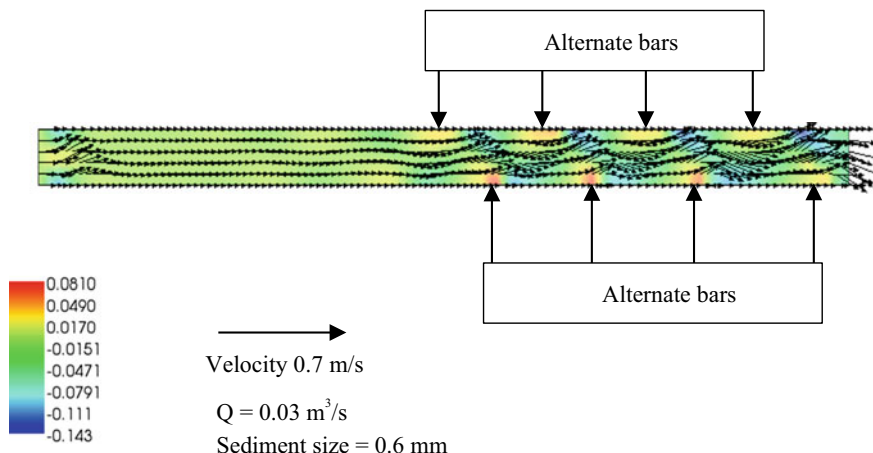 Alternate bars
Alternate bars
0.0810
0.0490
0.0170
-0.0151
-0.0471
-0.0791
-0.111
-0.143
Velocity 0.7 m/s
Q = 0.03 m³/s
Sediment size = 0.6 mm